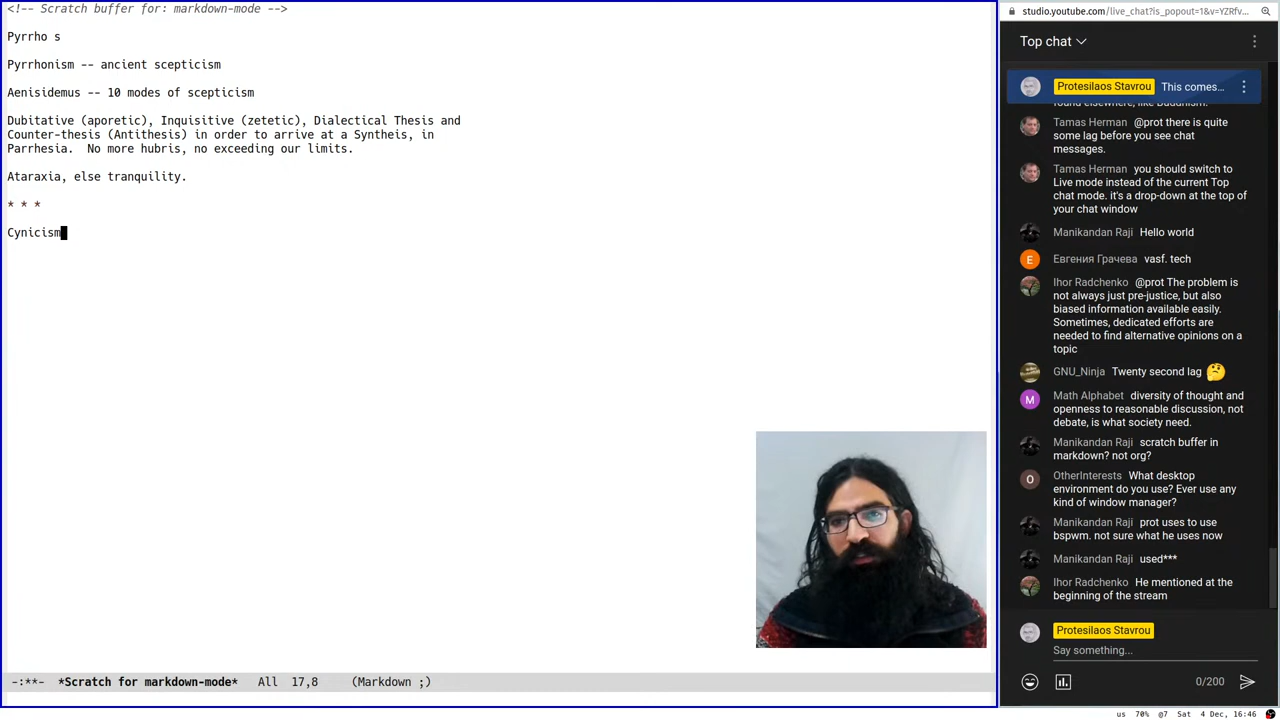 <!-- Scratch buffer for: markdown-mode -->
Pyrrho s
Pyrrhonism -- ancient scepticism
Aenisidemus -- 10 modes of scepticism
Dubitative (aporetic), Inquisitive (zetetic), Dialectical Thesis and
Counter-thesis (Antithesis) in order to arrive at a Syntheis, in
Parrhesia.  No more hubris, no exceeding our limits.
Ataraxia, else tranquility.
* * *
Cynicism
-:**-  *Scratch for markdown-mode*   All  17,8    (Markdown ;)
studio.youtube.com/live_chat?is_popout=1&v=YZRfv...
Top chat
Protesilaos Stavrou This comes...
found elsewhere, like Buddhism.
Tamas Herman @prot there is quite
some lag before you see chat
messages.
Tamas Herman you should switch to
Live mode instead of the current Top
chat mode. it's a drop-down at the top of
your chat window
Manikandan Raji Hello world
Евгения Грачева vasf. tech
Ihor Radchenko @prot The problem is
not always just pre-justice, but also
biased information available easily.
Sometimes, dedicated efforts are
needed to find alternative opinions on a
topic
GNU_Ninja Twenty second lag 🤔
Math Alphabet diversity of thought and
openness to reasonable discussion, not
debate, is what society need.
Manikandan Raji scratch buffer in
markdown? not org?
OtherInterests What desktop
environment do you use? Ever use any
kind of window manager?
Manikandan Raji prot uses to use
bspwm. not sure what he uses now
Manikandan Raji used***
Ihor Radchenko He mentioned at the
beginning of the stream
Protesilaos Stavrou
Say something...
0/200
us  70%  @7  Sat  4 Dec, 16:46